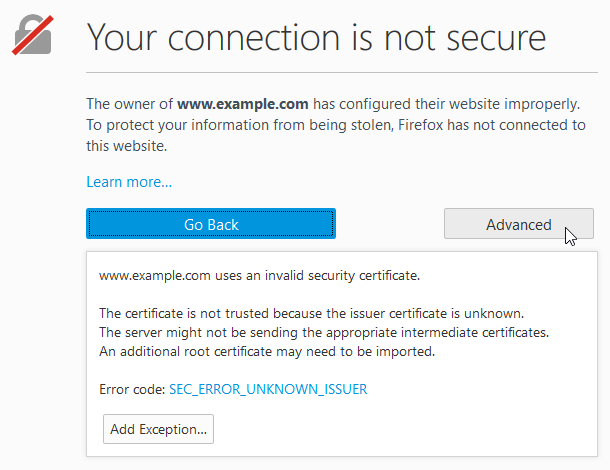 Your connection is not secure
The owner of www.example.com has configured their website improperly.
To protect your information from being stolen, Firefox has not connected to
this website.
Learn more...
Go Back
Advanced
www.example.com uses an invalid security certificate.
The certificate is not trusted because the issuer certificate is unknown.
The server might not be sending the appropriate intermediate certificates.
An additional root certificate may need to be imported.
Error code: SEC_ERROR_UNKNOWN_ISSUER
Add Exception...